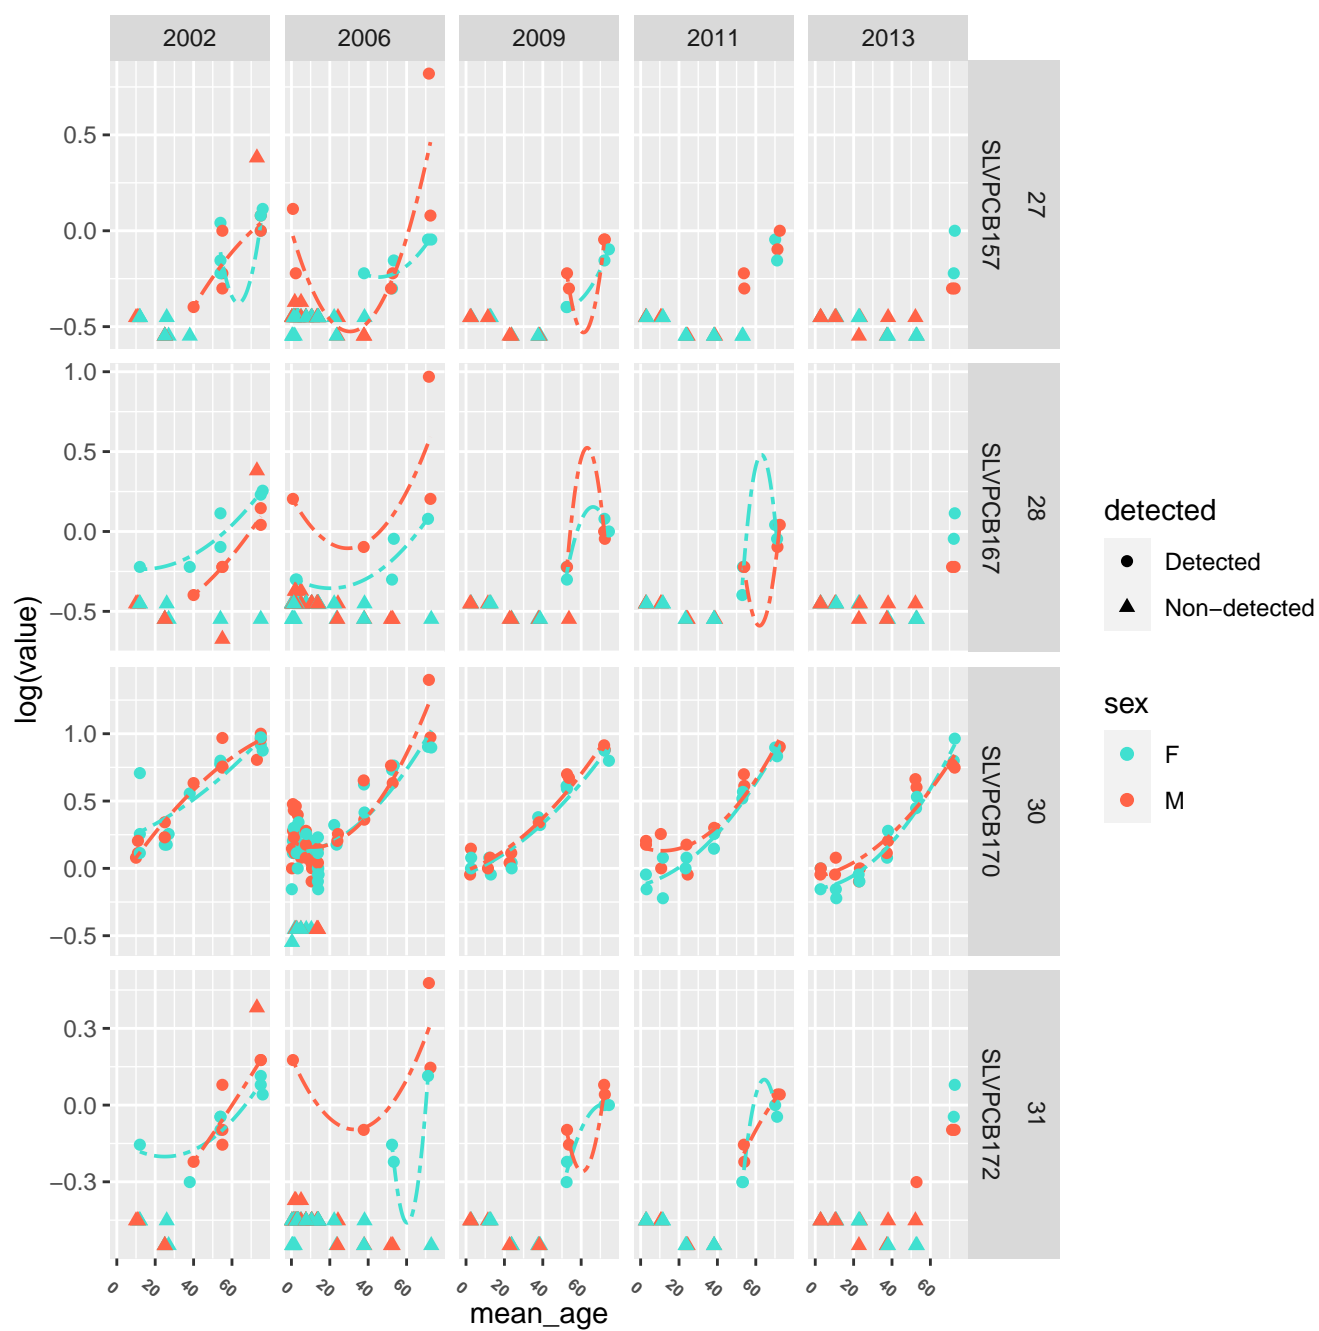 2002 2006 2009 2011 2013
0.5
0.0
−0.5
SLVPCB157
27
1.0
0.5
0.0
−0.5
SLVPCB167
28
1.0
0.5
0.0
−0.5
SLVPCB170
30
0.3
0.0
−0.3
SLVPCB172
31
log(value)
0 20 40 60 0 20 40 60 0 20 40 60 0 20 40 60 0 20 40 60
mean_age
detected
Detected
Non−detected
sex
F
M